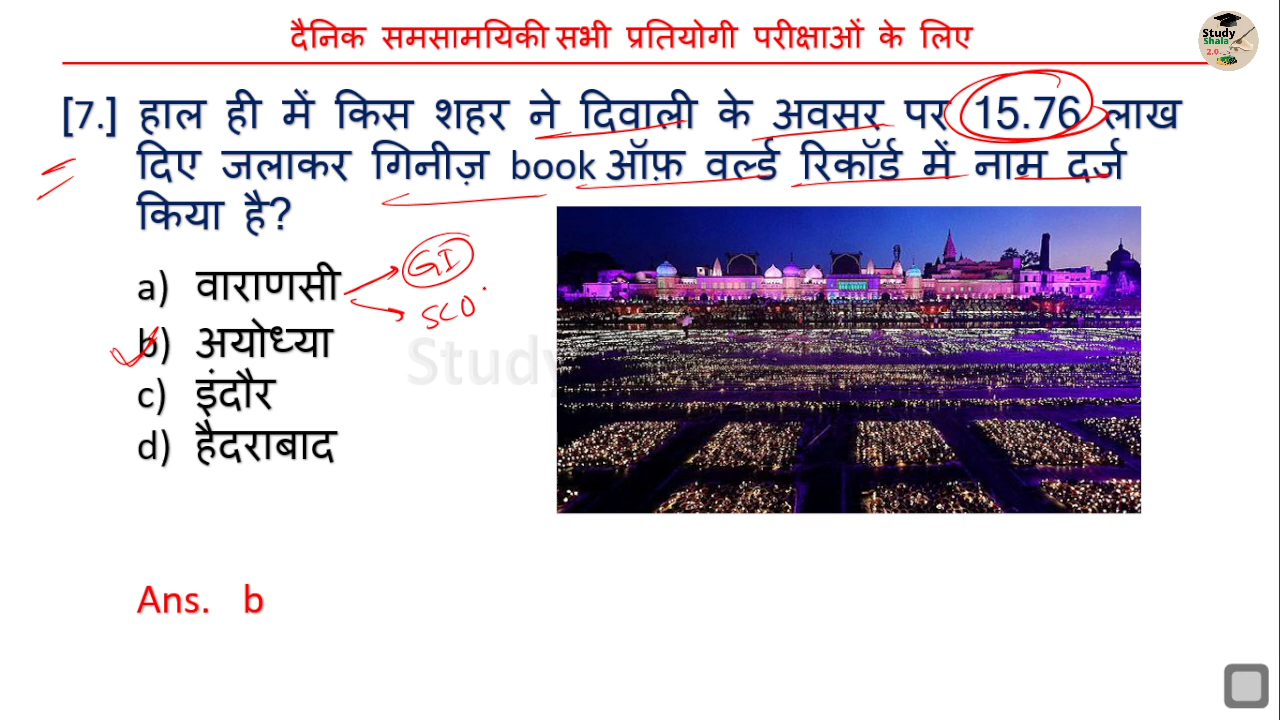 दैनिक समसामयिकी सभी प्रतियोगी परीक्षाओं के लिए
Study
Shala
2.0
[7.] हाल ही में किस शहर ने दिवाली के अवसर पर 15.76 लाख
दिए जलाकर गिनीज़ book ऑफ़ वर्ल्ड रिकॉर्ड में नाम दर्ज
किया है?
a) वाराणसी
GI
SCO
b) अयोध्या
Study
c) इंदौर
d) हैदराबाद
Ans. b